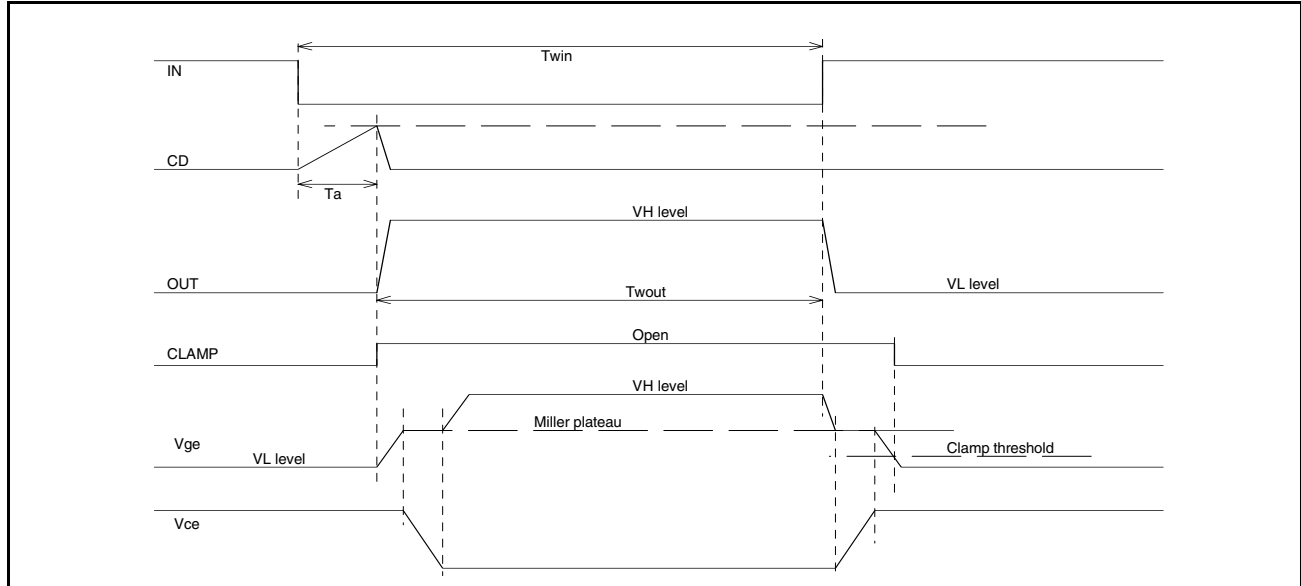 Twin
IN
CD
Ta
VH level
OUT
VL level
Twout
Open
CLAMP
VH level
Miller plateau
Vge
VL level
Clamp threshold
Vce